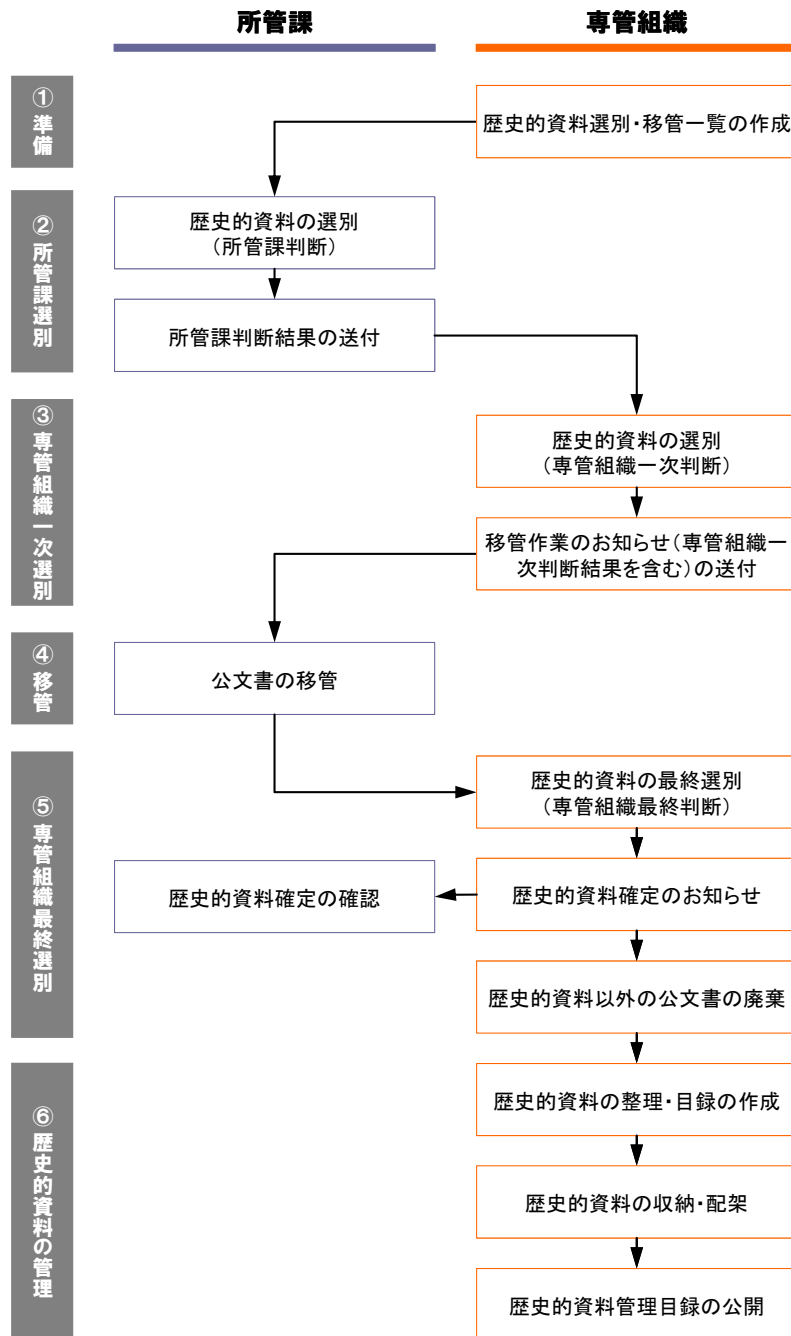 所管課
専管組織
①準備
歴史的資料選別・移管一覧の作成
②所管課選別
歴史的資料の選別
（所管課判断）
所管課判断結果の送付
③専管組織一次選別
歴史的資料の選別
（専管組織一次判断）
移管作業のお知らせ（専管組織一
次判断結果を含む）の送付
④移管
公文書の移管
⑤専管組織最終選別
歴史的資料の最終選別
（専管組織最終判断）
歴史的資料確定の確認
歴史的資料確定のお知らせ
歴史的資料以外の公文書の廃棄
⑥歴史的資料の管理
歴史的資料の整理・目録の作成
歴史的資料の収納・配架
歴史的資料管理目録の公開